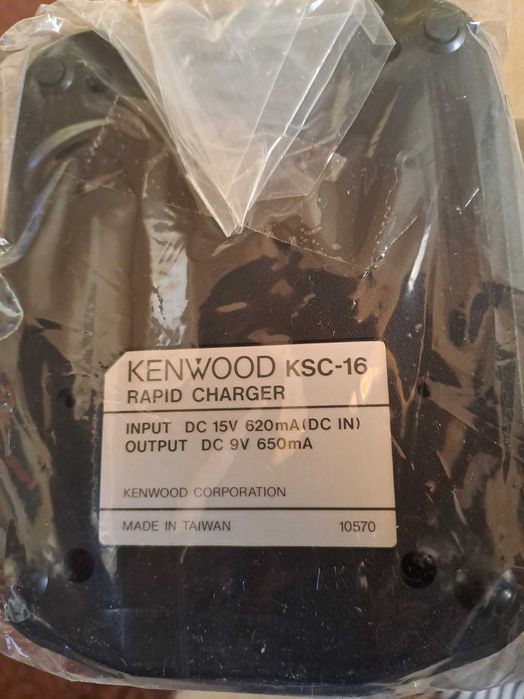 KENWOOD KSC-16
RAPID CHARGER
INPUT DC 15V 620mA(DC IN)
OUTPUT DC 9V 650mA
KENWOOD CORPORATION
MADE IN TAIWAN 10570